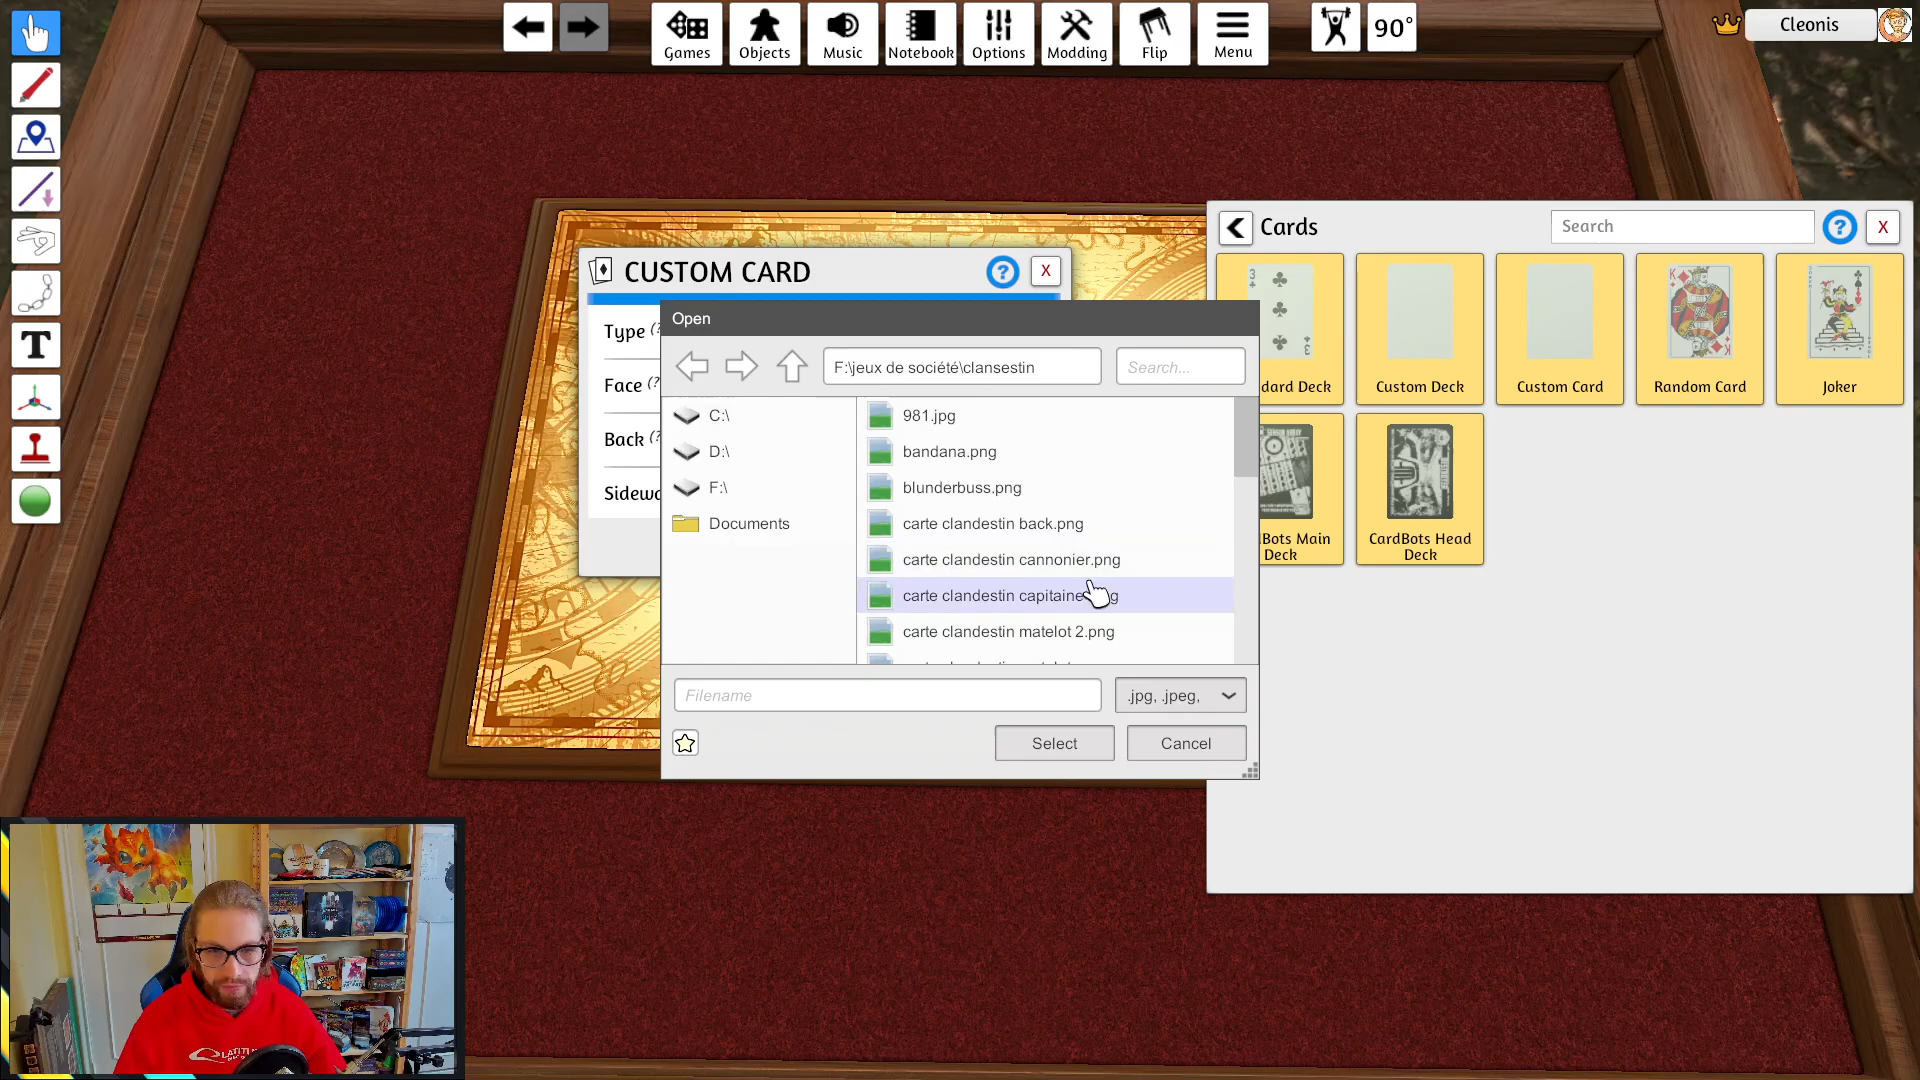 Games
Objects
Music
Notebook
Options
Modding
Flip
Menu
90°
Cleonis
Cards
Search
?
X
CUSTOM CARD
?
X
Type (?
Face (?
Back (?
Open
F:\jeux de société\clansestin
Search...
C:\
D:\
F:\
Documents
981.jpg
bandana.png
blunderbuss.png
carte clandestin back.png
carte clandestin cannonier.png
carte clandestin capitaine
carte clandestin matelot 2.png
Filename
.jpg, .jpeg,
Select
Cancel
dard Deck
Custom Deck
Custom Card
Random Card
Joker
Bots Main
Deck
CardBots Head
Deck